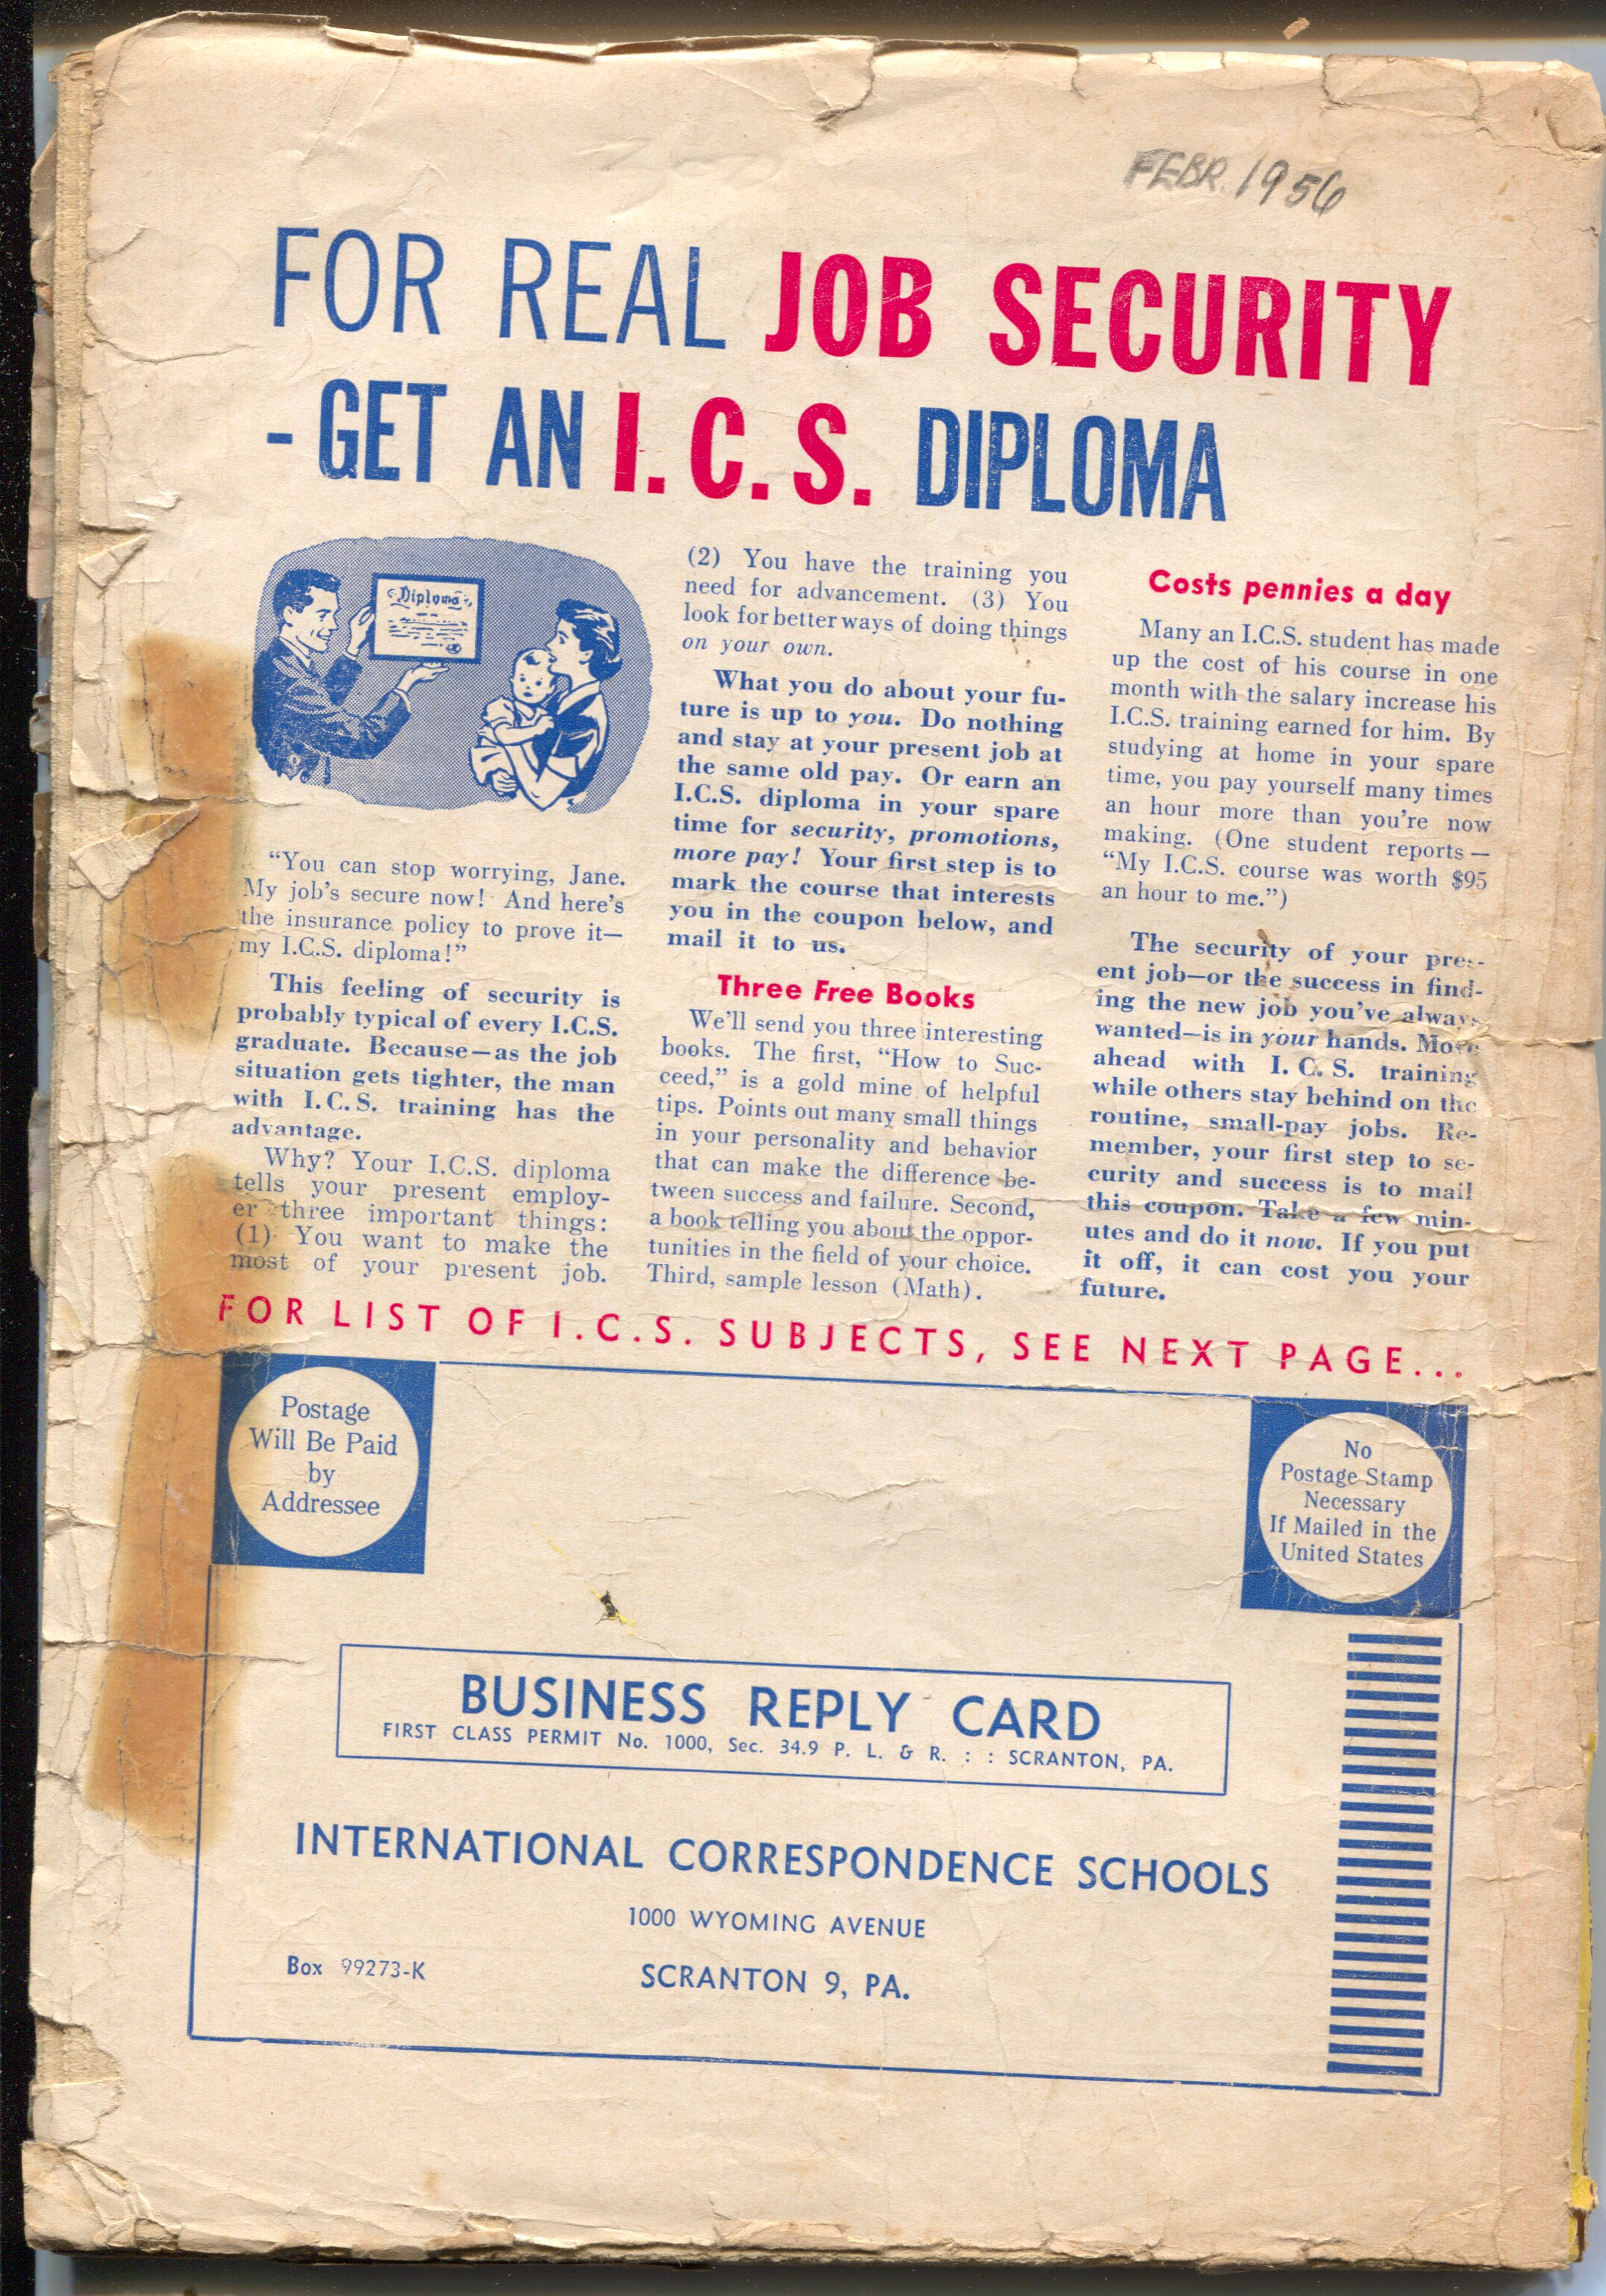 FEBR. 1956
FOR REAL JOB SECURITY
- GET AN I.C.S. DIPLOMA
Diploma
"You can stop worrying, Jane.
My job's secure now! And here's
the insurance policy to prove it—
my I.C.S. diploma!"
This feeling of security is
probably typical of every I.C.S.
graduate. Because—as the job
situation gets tighter, the man
with I.C.S. training has the
advantage.
Why? Your I.C.S. diploma
tells your present employ-
er three important things:
(1) You want to make the
most of your present job.
(2) You have the training you
need for advancement. (3) You
look for better ways of doing things
on your own.
What you do about your fu-
ture is up to you. Do nothing
and stay at your present job at
the same old pay. Or earn an
I.C.S. diploma in your spare
time for security, promotions,
more pay! Your first step is to
mark the course that interests
you in the coupon below, and
mail it to us.
Three Free Books
We'll send you three interesting
books. The first, "How to Suc-
ceed," is a gold mine of helpful
tips. Points out many small things
in your personality and behavior
that can make the difference be-
tween success and failure. Second,
a book telling you about the oppor-
tunities in the field of your choice.
Third, sample lesson (Math).
Costs pennies a day
Many an I.C.S. student has made
up the cost of his course in one
month with the salary increase his
I.C.S. training earned for him. By
studying at home in your spare
time, you pay yourself many times
an hour more than you're now
making. (One student reports—
"My I.C.S. course was worth $95
an hour to me.")
The security of your pres-
ent job—or the success in find-
ing the new job you've always
wanted—is in your hands. Move
ahead with I.C.S. training
while others stay behind on the
routine, small-pay jobs. Re-
member, your first step to se-
curity and success is to mail
this coupon. Take a few min-
utes and do it now. If you put
it off, it can cost you your
future.
FOR LIST OF I.C.S. SUBJECTS, SEE NEXT PAGE...
Postage
Will Be Paid
by
Addressee
No
Postage Stamp
Necessary
If Mailed in the
United States
BUSINESS REPLY CARD
FIRST CLASS PERMIT No. 1000, Sec. 34.9 P. L. & R. : : SCRANTON, PA.
INTERNATIONAL CORRESPONDENCE SCHOOLS
1000 WYOMING AVENUE
Box 99273-K
SCRANTON 9, PA.